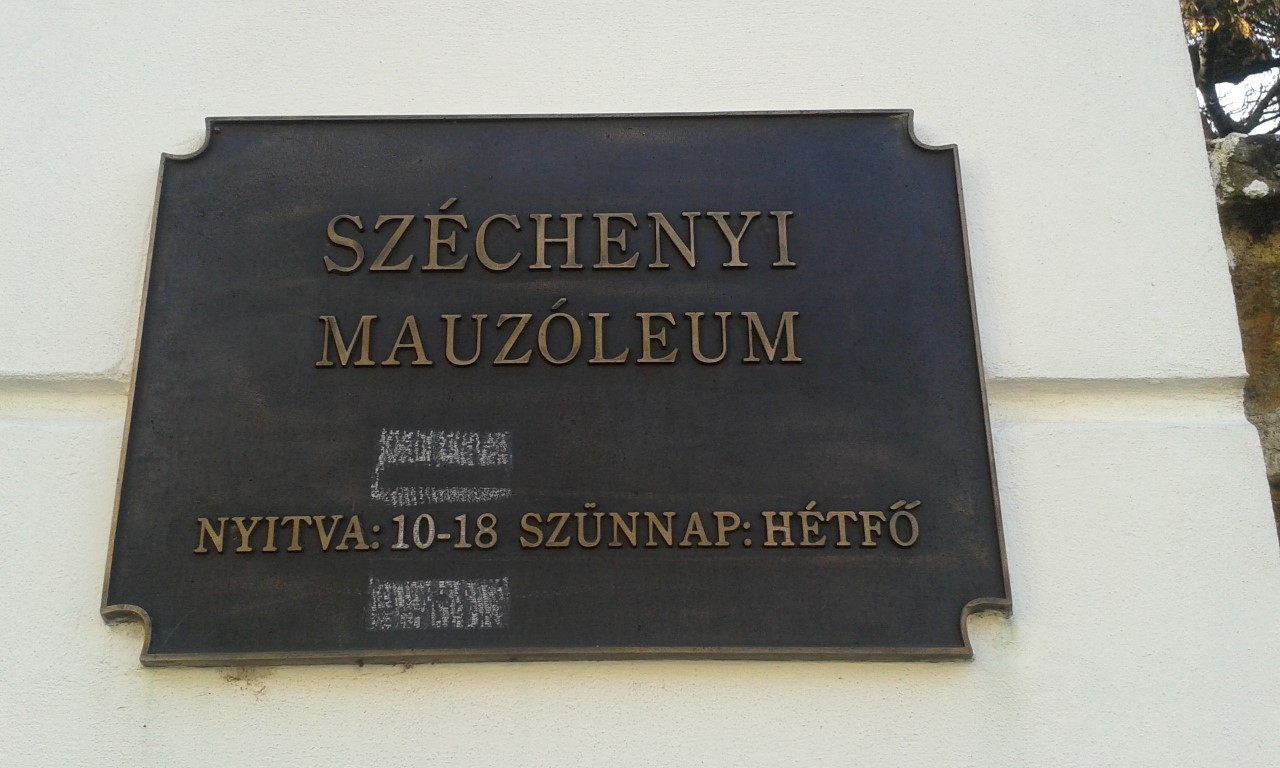 SZÉCHENYI
MAUZÓLEUM
NYITVA: 10-18 SZÜNNAP: HÉTFŐ